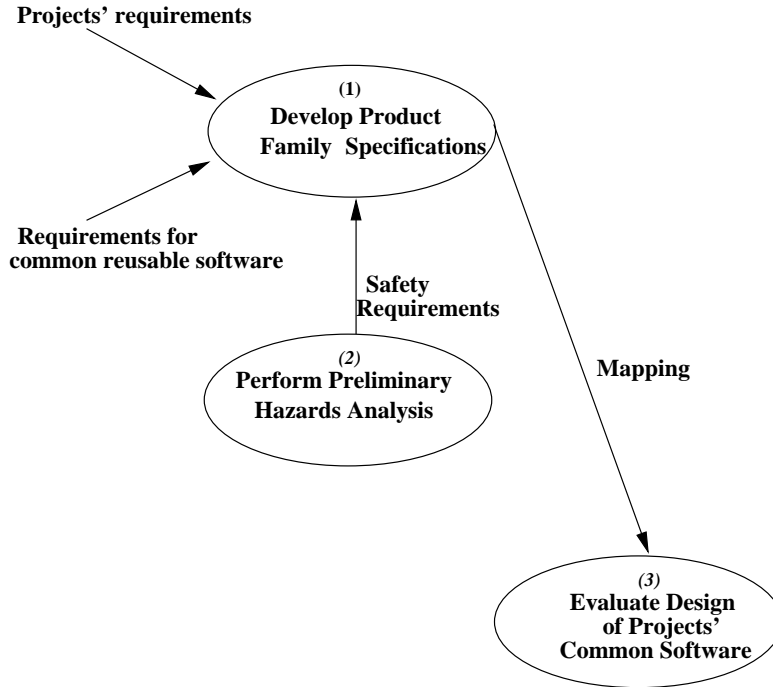 Projects' requirements
(1)
Develop Product
Family Specifications
Requirements for
common reusable software
Safety
Requirements
(2)
Perform Preliminary
Hazards Analysis
Mapping
(3)
Evaluate Design
of Projects'
Common Software